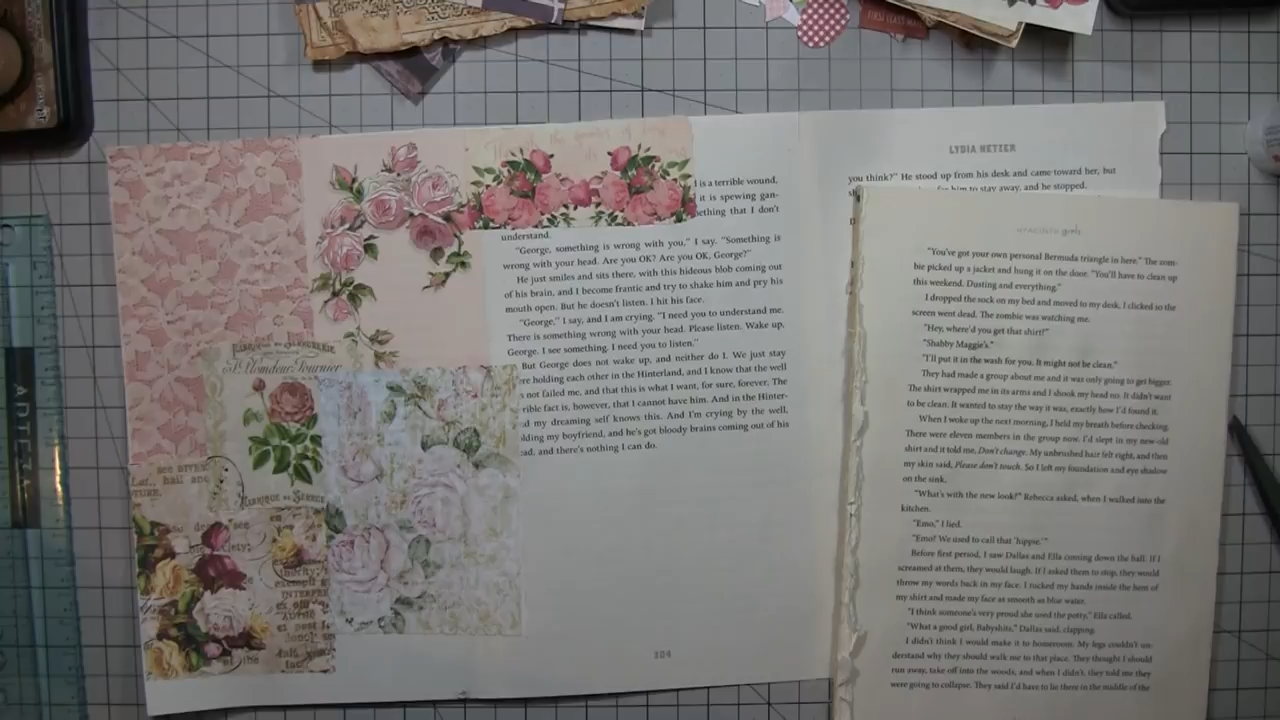 FIRST CLASS
LYDIA NETZER
you think?" He stood up from his desk and came toward her, but
him to stay away, and he stopped.
is a terrible wound,
it is spewing gan-
ething that I don't
understand.
"George, something is wrong with you," I say. "Something is
wrong with your head. Are you OK? Are you OK, George?"
He just smiles and sits there, with this hideous blob coming out
of his brain, and I become frantic and try to shake him and pry his
mouth open. But he doesn't listen. I hit his face.
"George," I say, and I am crying. "I need you to understand me.
There is something wrong with your head. Please listen. Wake up,
George. I see something. I need you to listen."
But George does not wake up, and neither do I. We just stay
re holding each other in the Hinterland, and I know that the well
not failed me, and that this is what I want, for sure, forever. The
rible fact is, however, that I cannot have him. And in the Hinter-
d my dreaming self knows this. And I'm crying by the well,
lding my boyfriend, and he's got bloody brains coming out of his
ead, and there's nothing I can do.
304
girls
"You've got your own personal Bermuda triangle in here." The zom-
bie picked up a jacket and hung it on the door. "You'll have to clean up
this weekend. Dusting and everything."
I dropped the sock on my bed and moved to my desk, I clicked so the
screen went dead. The zombie was watching me.
"Hey, where'd you get that shirt?"
"Shabby Maggie's."
"I'll put it in the wash for you. It might not be clean."
They had made a group about me and it was only going to get bigger.
The shirt wrapped me in its arms and I shook my head no. It didn't want
to be clean. It wanted to stay the way it was, exactly how I'd found it.
When I woke up the next morning, I held my breath before checking.
There were eleven members in the group now. I'd slept in my new-old
shirt and it told me, Don't change. My unbrushed hair felt right, and then
my skin said, Please don't touch. So I left my foundation and eye shadow
on the sink.
"What's with the new look?" Rebecca asked, when I walked into the
kitchen.
"Emo," I lied.
"Emo? We used to call that 'hippie.'"
Before first period, I saw Dallas and Ella coming down the hall. If I
screamed at them, they would laugh. If I asked them to stop, they would
throw my words back in my face. I tucked my hands inside the hem of
my shirt and made my face as smooth as blue water.
"I think someone's very proud she used the potty," Ella called.
"What a good girl, Babyshits," Dallas said, clapping.
I didn't think I would make it to homeroom. My legs couldn't un-
derstand why they should walk me to that place. They thought I should
run away, take off into the woods, and when I didn't, they told me they
were going to collapse. They said I'd have to lie there in the middle of the
FABRIQUE DE
Blondeur Fournier
FABRIQUE DE
see
hail and
see
INTERPRE
of the
ARTEZA